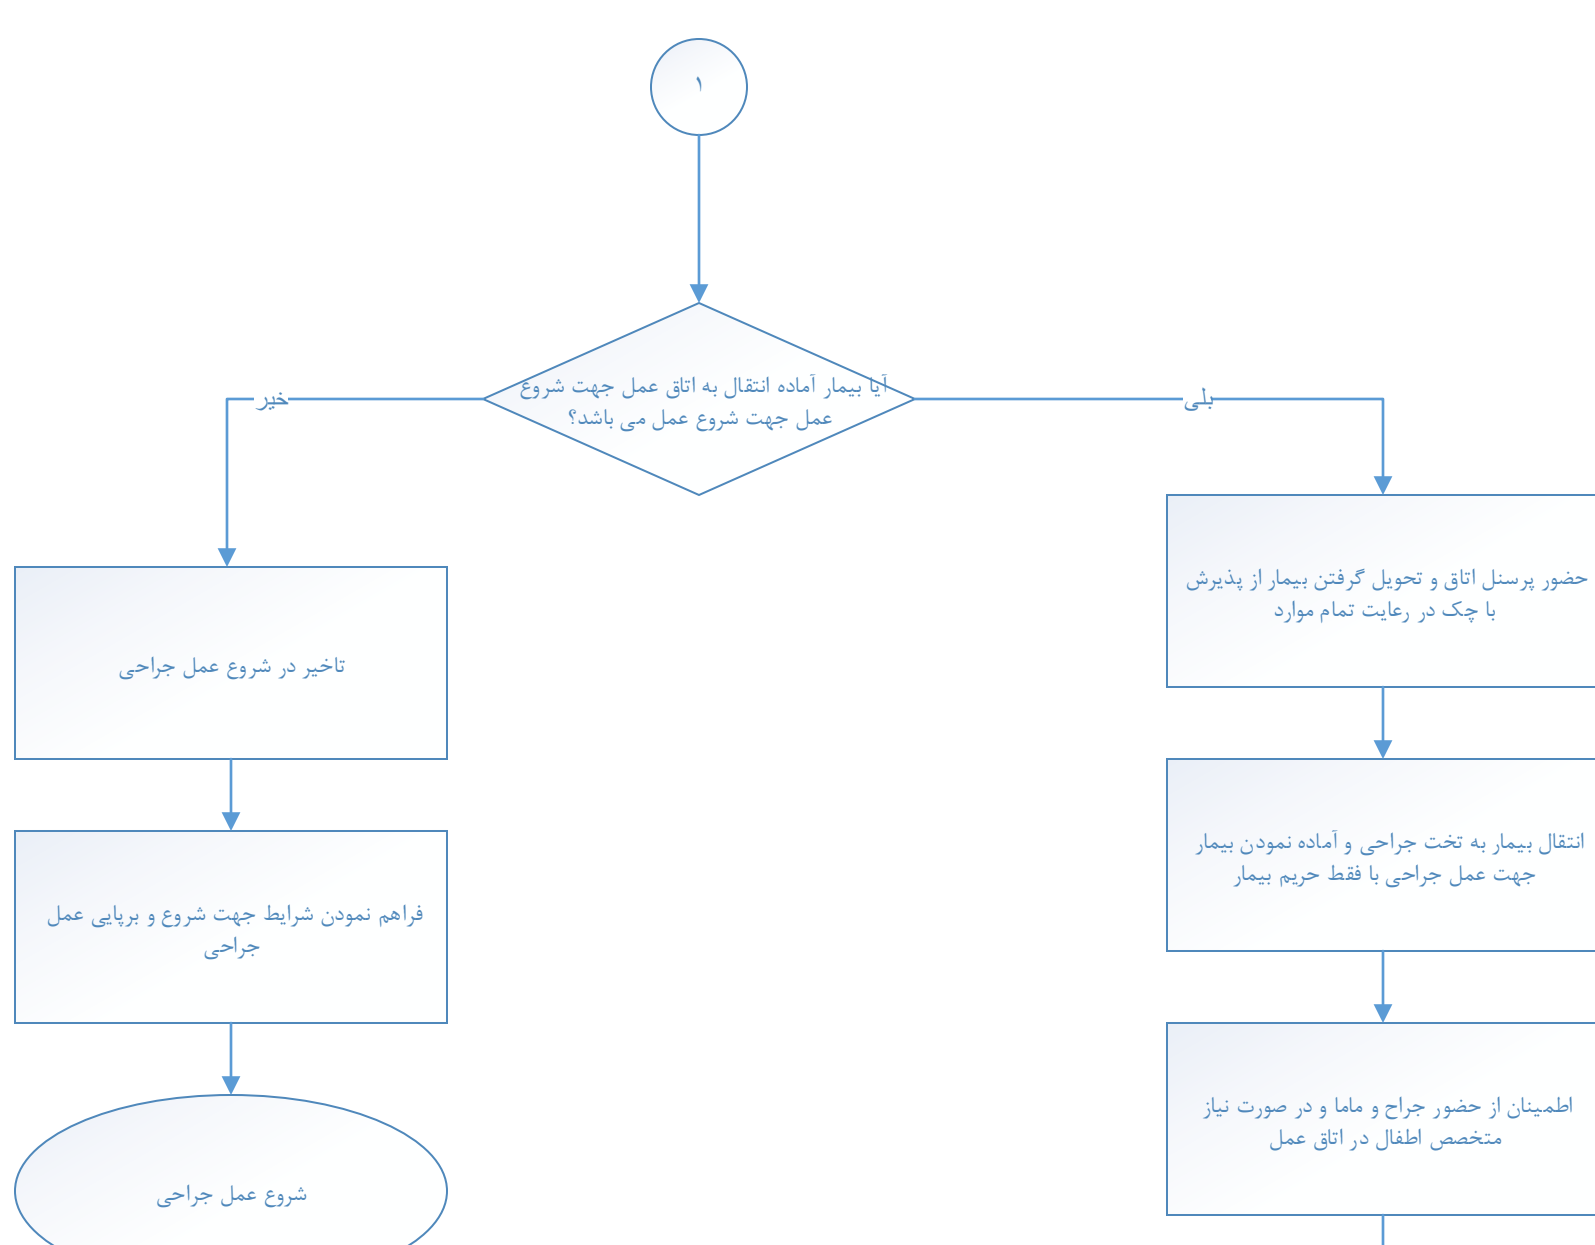 ۱
آیا بیمار آماده انتقال به اتاق عمل جهت شروع
عمل جهت شروع عمل می باشد؟
بلی
خیر
حضور پرسنل اتاق و تحویل گرفتن بیمار از پذیرش
با چک در رعایت تمام موارد
انتقال بیمار به تخت جراحی و آماده نمودن بیمار
جهت عمل جراحی با فقط حریم بیمار
اطمینان از حضور جراح و ماما و در صورت نیاز
متخصص اطفال در اتاق عمل
تاخیر در شروع عمل جراحی
فراهم نمودن شرایط جهت شروع و برپایی عمل
جراحی
شروع عمل جراحی